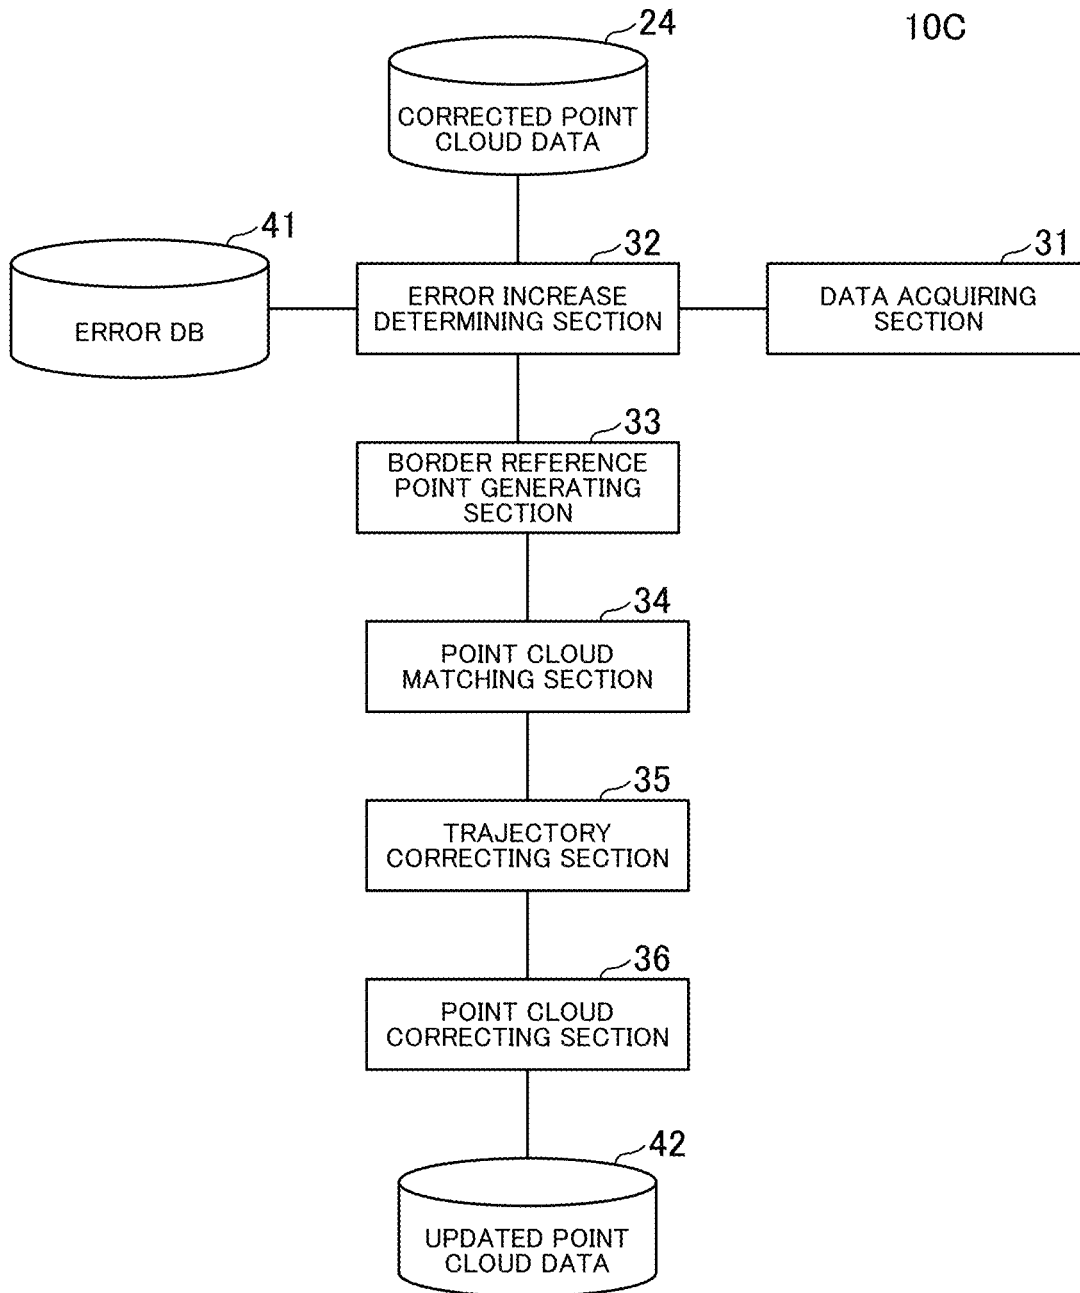 24
10C
CORRECTED POINT
CLOUD DATA
41
32
31
ERROR DB
ERROR INCREASE
DETERMINING SECTION
DATA ACQUIRING
SECTION
33
BORDER REFERENCE
POINT GENERATING
SECTION
34
POINT CLOUD
MATCHING SECTION
35
TRAJECTORY
CORRECTING SECTION
36
POINT CLOUD
CORRECTING SECTION
42
UPDATED POINT
CLOUD DATA